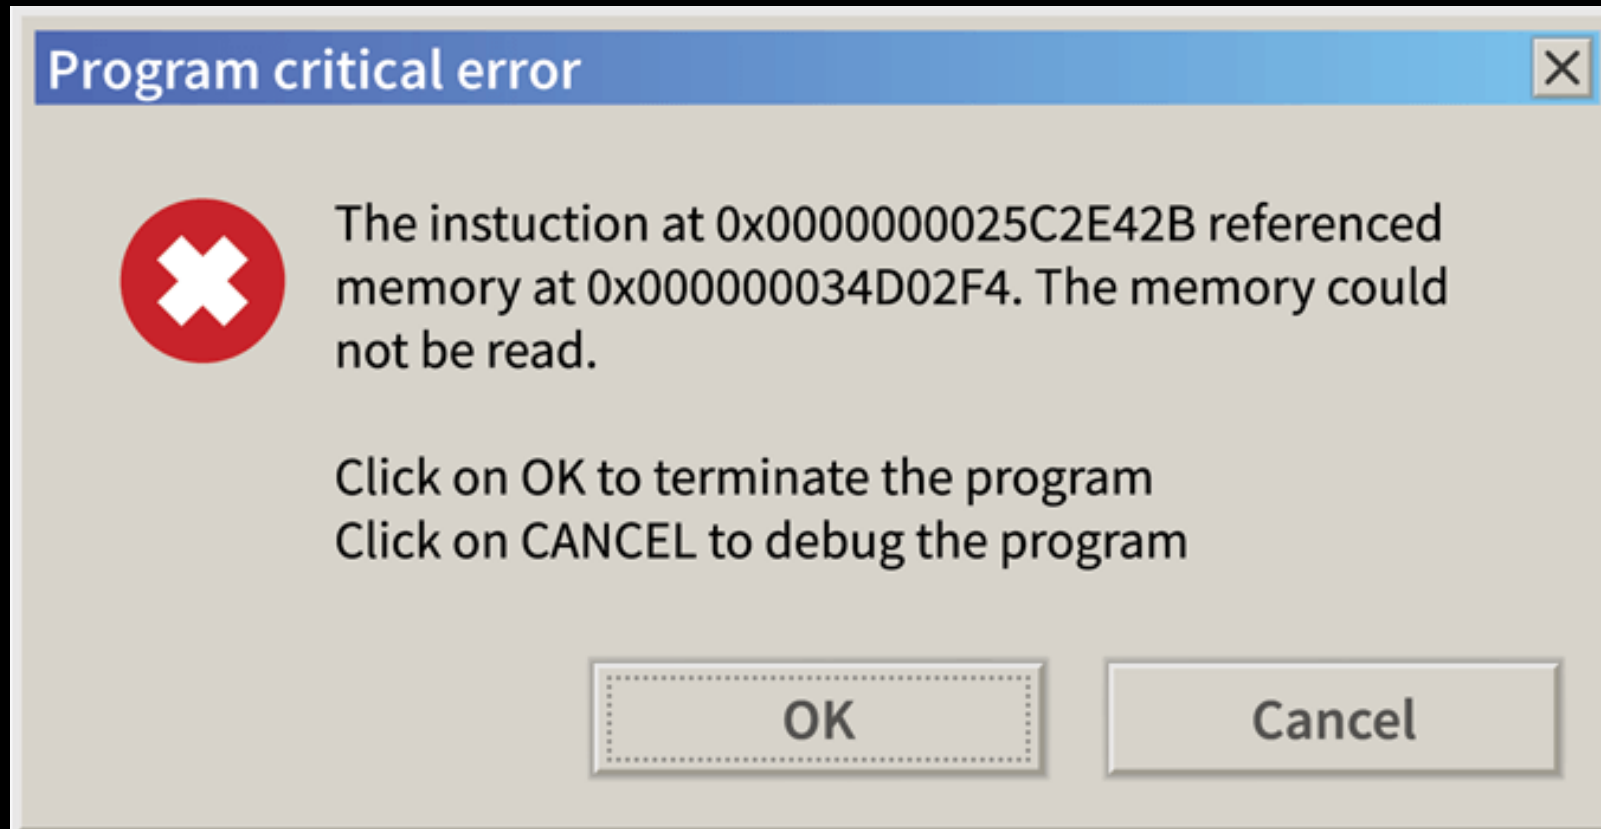 Program critical error
The instuction at 0x0000000025C2E42B referenced
memory at 0x000000034D02F4. The memory could
not be read.
Click on OK to terminate the program
Click on CANCEL to debug the program
OK
Cancel